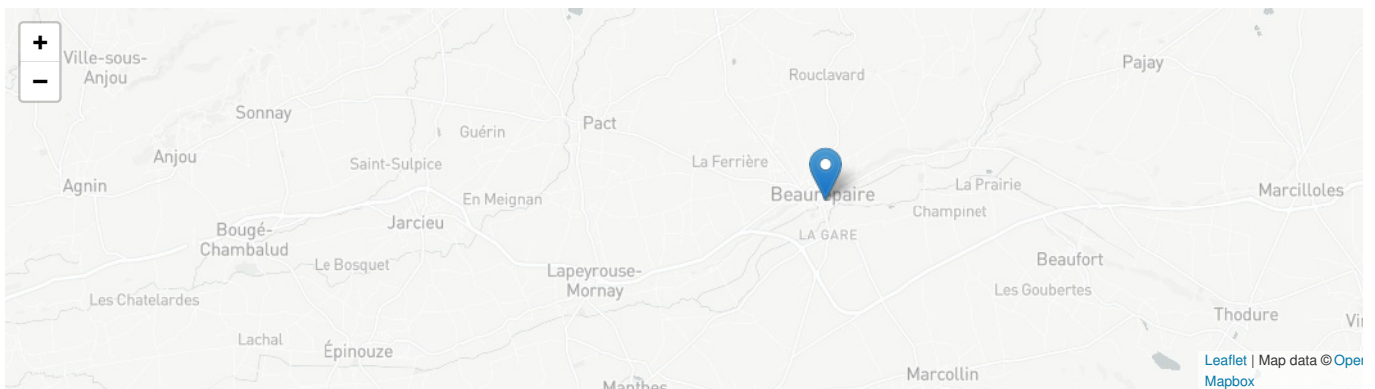 +
−
Ville-sous-
Anjou
Pajay
Rouclavard
Sonnay
Pact
Guérin
Anjou
Saint-Sulpice
La Ferrière
Agnin
La Prairie
Marcilloles
Beaurepaire
En Meignan
Champinet
Bougé-
Chambalud
Jarcieu
LA GARE
Le Bosquet
Beaufort
Lapeyrouse-
Mornay
Les Goubertes
Les Chatelardes
Thodure
Lachal
Épinouze
Marcollin
Leaflet | Map data © Open
Mapbox